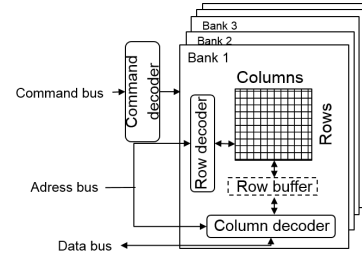 Bank 3
Bank 2
Bank 1
Columns
Command bus
Command
decoder
Row decoder
Rows
Adress bus
Row buffer
Column decoder
Data bus